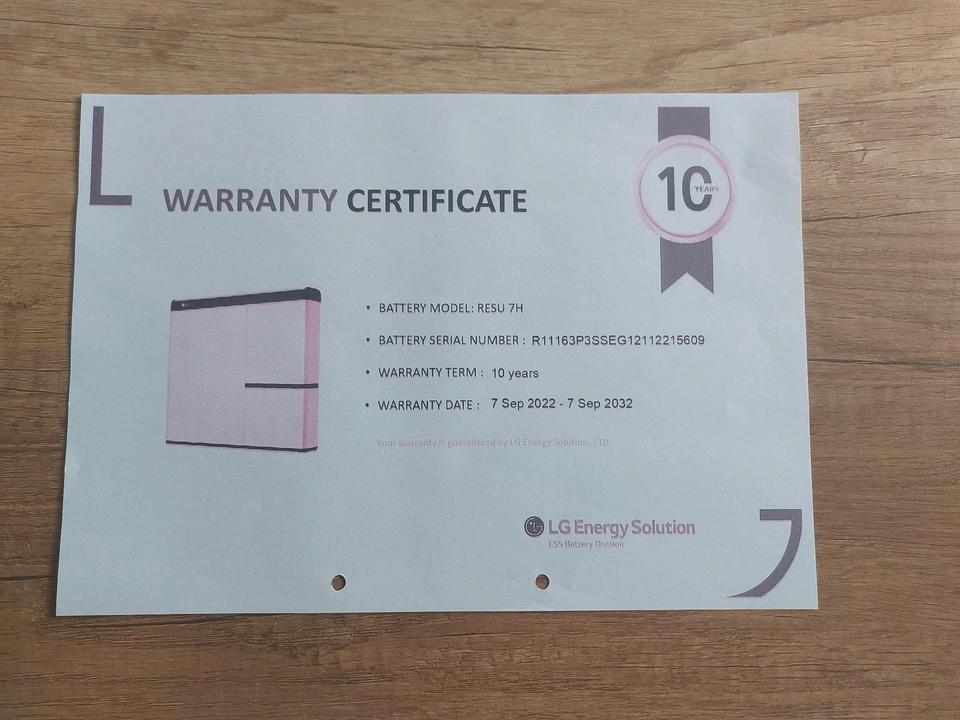 10
YEARS
WARRANTY CERTIFICATE
• BATTERY MODEL: RESU 7H
• BATTERY SERIAL NUMBER : R11163P3SSEG12112215609
• WARRANTY TERM : 10 years
• WARRANTY DATE : 7 Sep 2022 - 7 Sep 2032
Your warranty is guaranteed by LG Energy Solution, LTD.
LG Energy Solution
ESS Battery Division